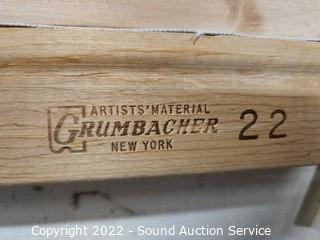 ARTISTS' MATERIAL
GRUMBACHER 22
NEW YORK
Copyright © 2022 - Sound Auction Service